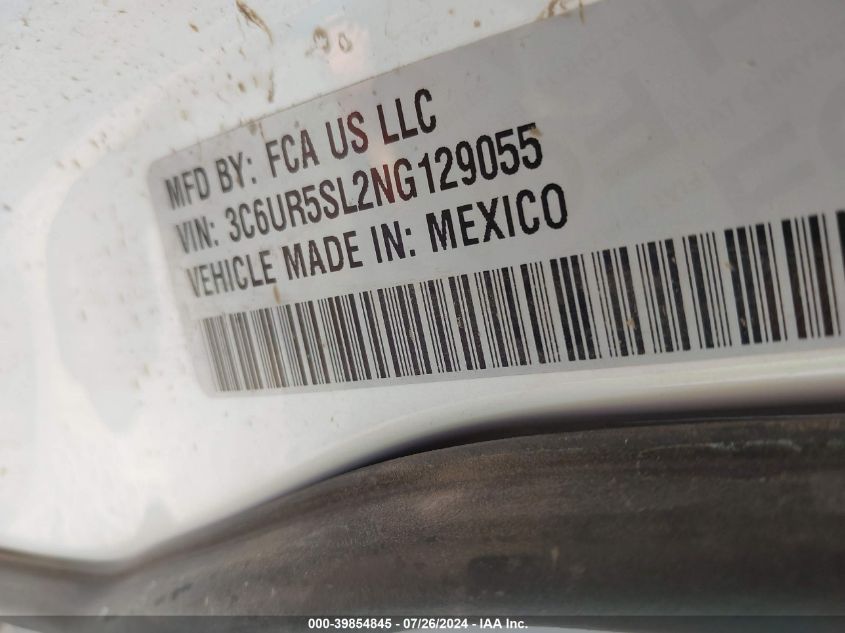 MFD BY: FCA US LLC
VIN: 3C6UR5SL2NG129055
VEHICLE MADE IN: MEXICO
000-39854845 - 07/26/2024 - IAA Inc.